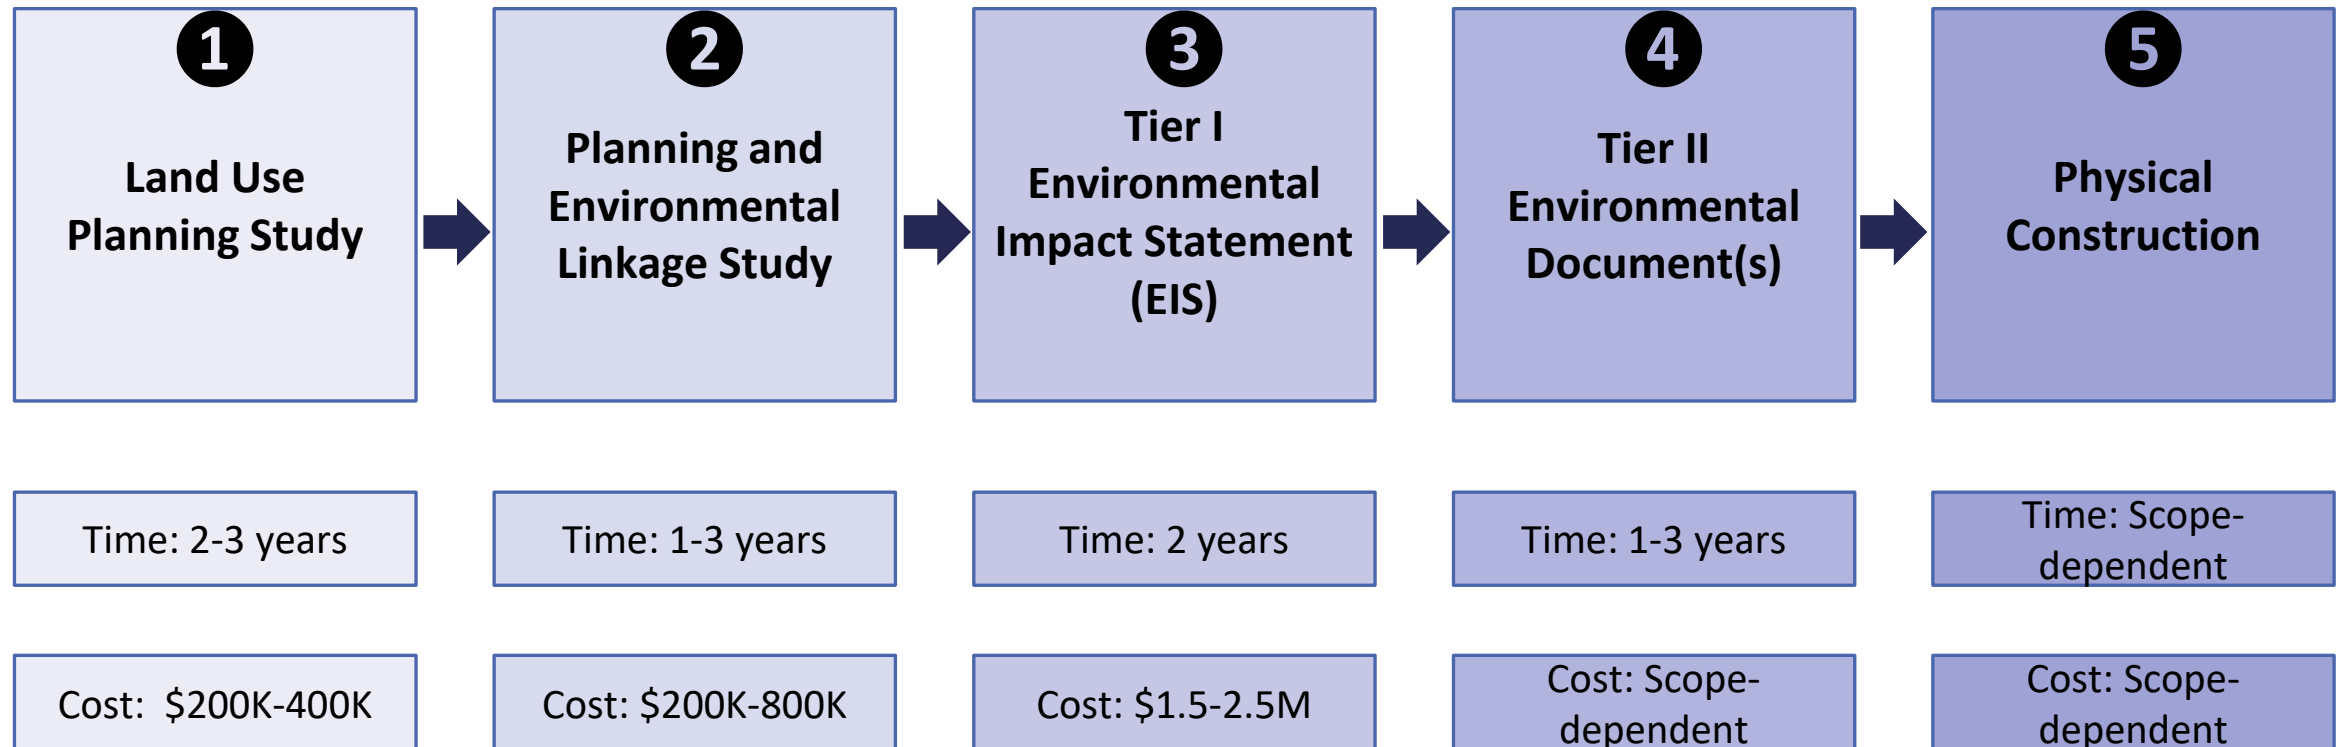 1
Land Use
Planning Study
2
Planning and
Environmental
Linkage Study
3
Tier I
Environmental
Impact Statement
(EIS)
4
Tier II
Environmental
Document(s)
5
Physical
Construction
Time: 2-3 years
Time: 1-3 years
Time: 2 years
Time: 1-3 years
Time: Scope-
dependent
Cost:  $200K-400K
Cost: $200K-800K
Cost: $1.5-2.5M
Cost: Scope-
dependent
Cost: Scope-
dependent